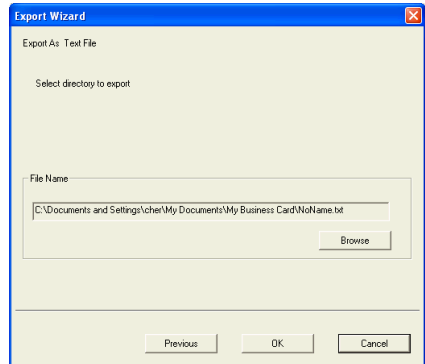 Export Wizard
Export As  Text File
Select directory to export
File Name
C:\Documents and Settings\cher\My Documents\My Business Card\NoName.txt
Browse
Previous
OK
Cancel